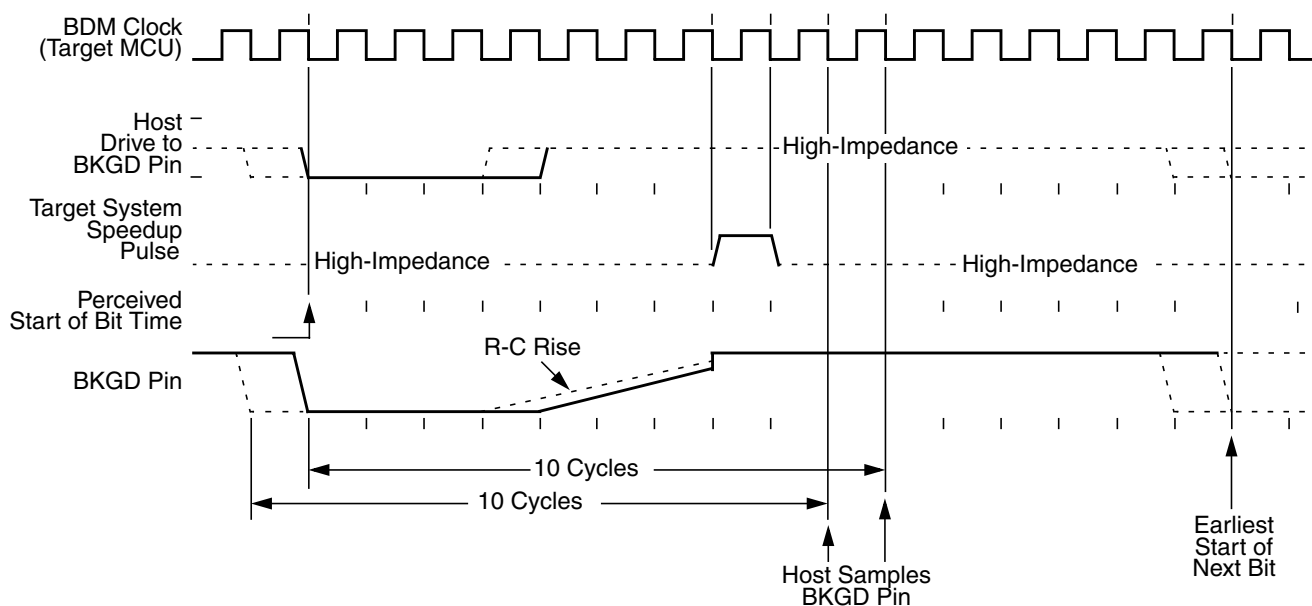 BDM Clock
(Target MCU)
Host
Drive to
BKGD Pin
High-Impedance
Target System
Speedup
Pulse
High-Impedance
High-Impedance
Perceived
Start of Bit Time
R-C Rise
BKGD Pin
10 Cycles
10 Cycles
Host Samples
BKGD Pin
Earliest
Start of
Next Bit